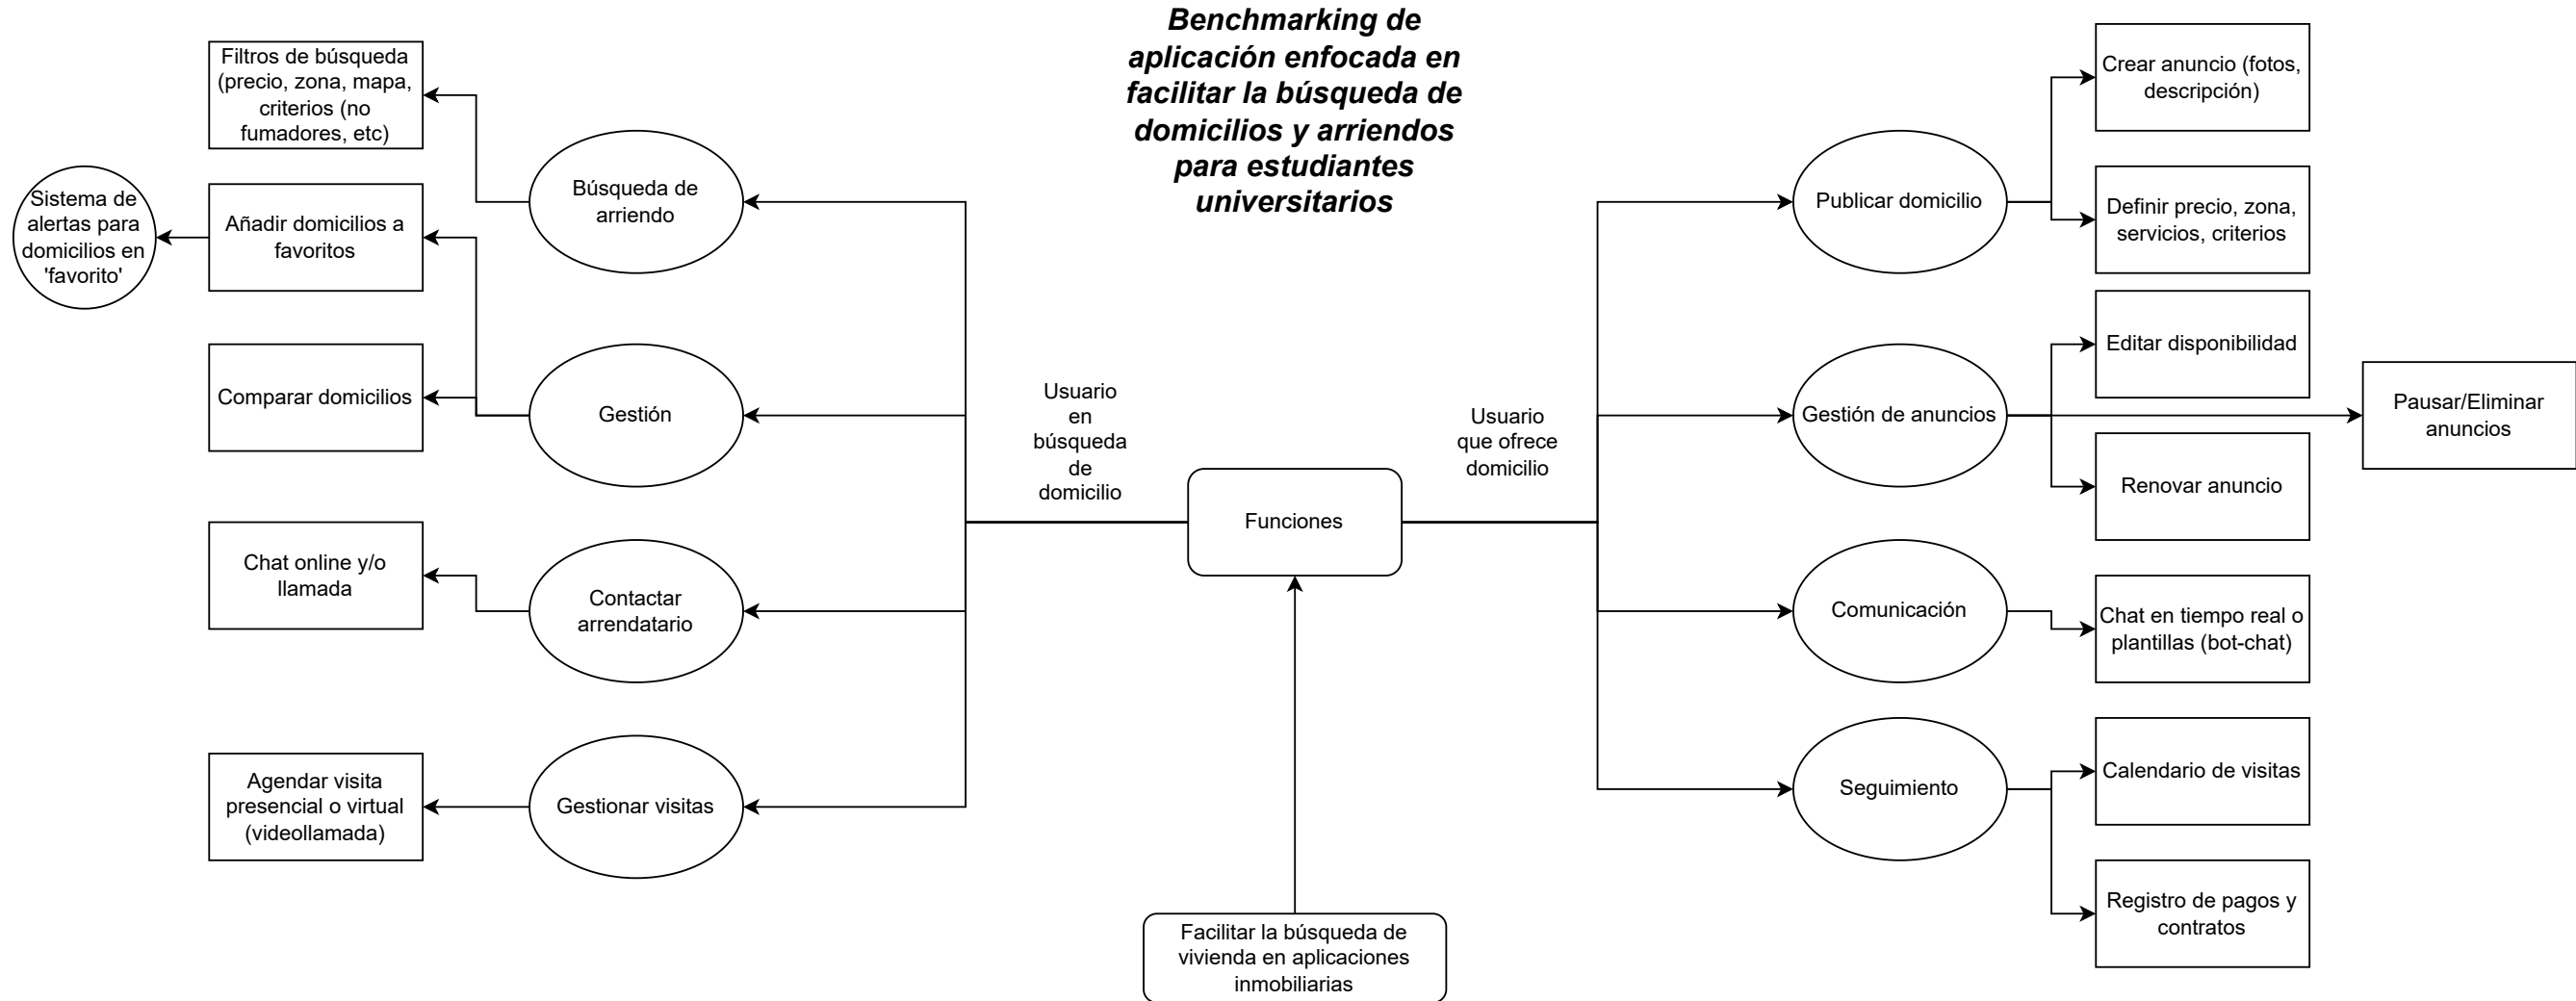 Benchmarking de
aplicación enfocada en
facilitar la búsqueda de
domicilios y arriendos
para estudiantes
universitarios
Filtros de búsqueda
(precio, zona, mapa,
criterios (no
fumadores, etc)
Búsqueda de
arriendo
Sistema de
alertas para
domicilios en
'favorito'
Añadir domicilios a
favoritos
Comparar domicilios
Gestión
Chat online y/o
llamada
Contactar
arrendatario
Agendar visita
presencial o virtual
(videollamada)
Gestionar visitas
Usuario
en
búsqueda
de
domicilio
Funciones
Usuario
que ofrece
domicilio
Facilitar la búsqueda de
vivienda en aplicaciones
inmobiliarias
Publicar domicilio
Crear anuncio (fotos,
descripción)
Definir precio, zona,
servicios, criterios
Gestión de anuncios
Editar disponibilidad
Pausar/Eliminar
anuncios
Renovar anuncio
Comunicación
Chat en tiempo real o
plantillas (bot-chat)
Seguimiento
Calendario de visitas
Registro de pagos y
contratos